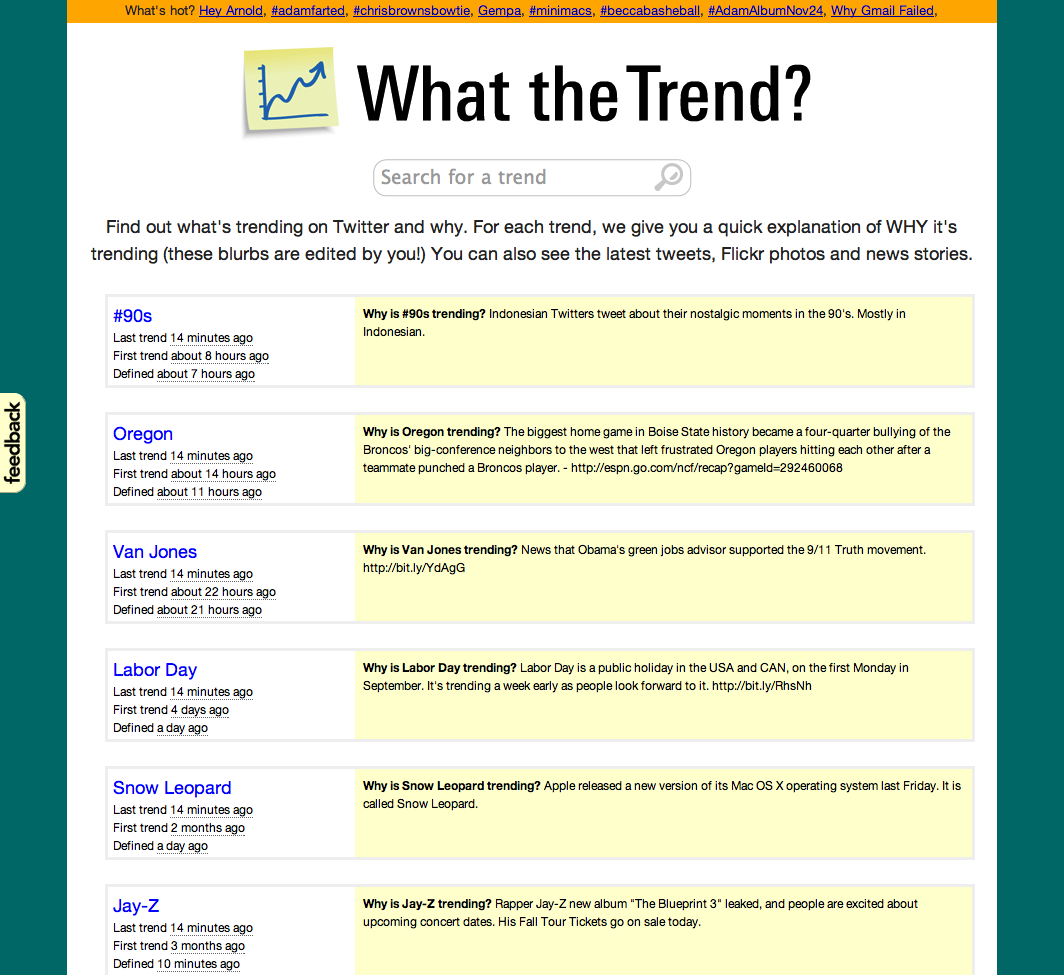 What's hot? Hey Arnold, #adamfarted, #chrisbrownsbowtie, Gempa, #minimacs, #beccabasheball, #AdamAlbumNov24, Why Gmail Failed,
What the Trend?
Search for a trend
Find out what's trending on Twitter and why. For each trend, we give you a quick explanation of WHY it's
trending (these blurbs are edited by you!) You can also see the latest tweets, Flickr photos and news stories.
feedback
#90s
Last trend 14 minutes ago
First trend about 8 hours ago
Defined about 7 hours ago
Why is #90s trending? Indonesian Twitters tweet about their nostalgic moments in the 90's. Mostly in
Indonesian.
Oregon
Last trend 14 minutes ago
First trend about 14 hours ago
Defined about 11 hours ago
Why is Oregon trending? The biggest home game in Boise State history became a four-quarter bullying of the
Broncos' big-conference neighbors to the west that left frustrated Oregon players hitting each other after a
teammate punched a Broncos player. - http://espn.go.com/ncf/recap?gameId=292460068
Van Jones
Last trend 14 minutes ago
First trend about 22 hours ago
Defined about 21 hours ago
Why is Van Jones trending? News that Obama's green jobs advisor supported the 9/11 Truth movement.
http://bit.ly/YdAgG
Labor Day
Last trend 14 minutes ago
First trend 4 days ago
Defined a day ago
Why is Labor Day trending? Labor Day is a public holiday in the USA and CAN, on the first Monday in
September. It's trending a week early as people look forward to it. http://bit.ly/RhsNh
Snow Leopard
Last trend 14 minutes ago
First trend 2 months ago
Defined a day ago
Why is Snow Leopard trending? Apple released a new version of its Mac OS X operating system last Friday. It is
called Snow Leopard.
Jay-Z
Last trend 14 minutes ago
First trend 3 months ago
Defined 10 minutes ago
Why is Jay-Z trending? Rapper Jay-Z new album "The Blueprint 3" leaked, and people are excited about
upcoming concert dates. His Fall Tour Tickets go on sale today.